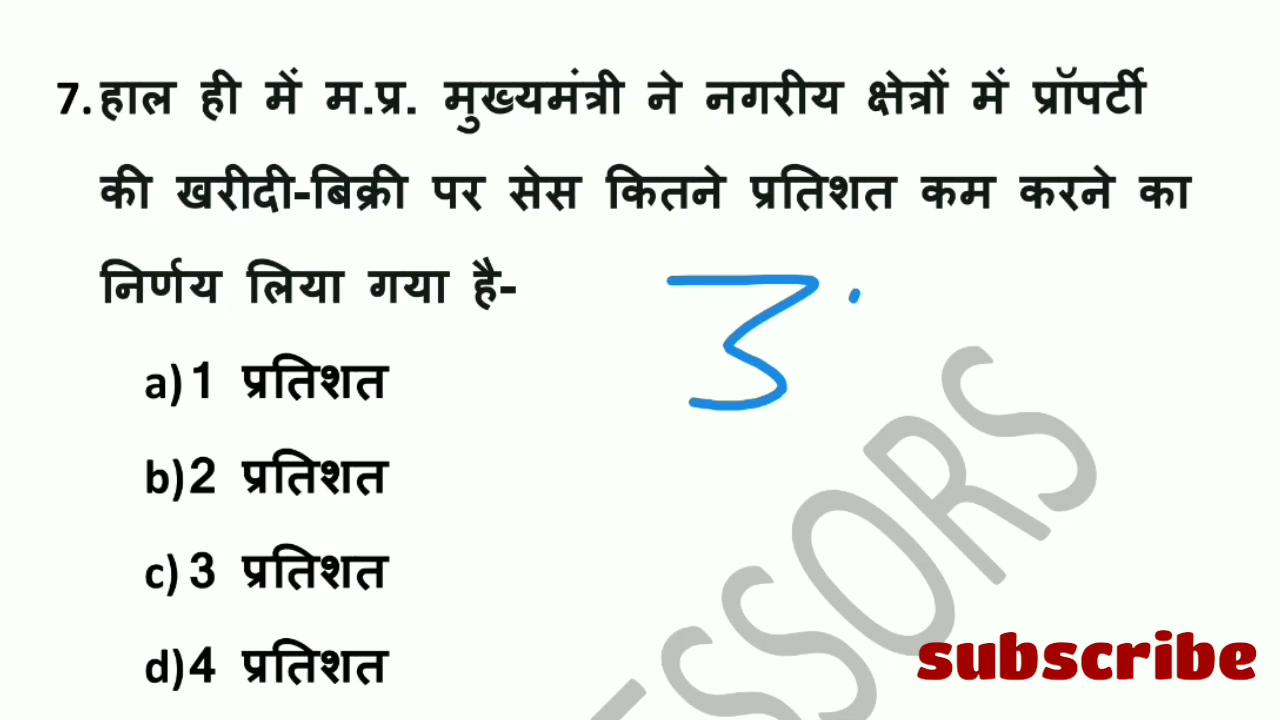 7. हाल ही में म.प्र. मुख्यमंत्री ने नगरीय क्षेत्रों में प्रॉपर्टी
की खरीदी-बिक्री पर सेस कितने प्रतिशत कम करने का
निर्णय लिया गया है-
3
a) 1 प्रतिशत
b) 2 प्रतिशत
c) 3 प्रतिशत
d) 4 प्रतिशत
SSORS
subscribe